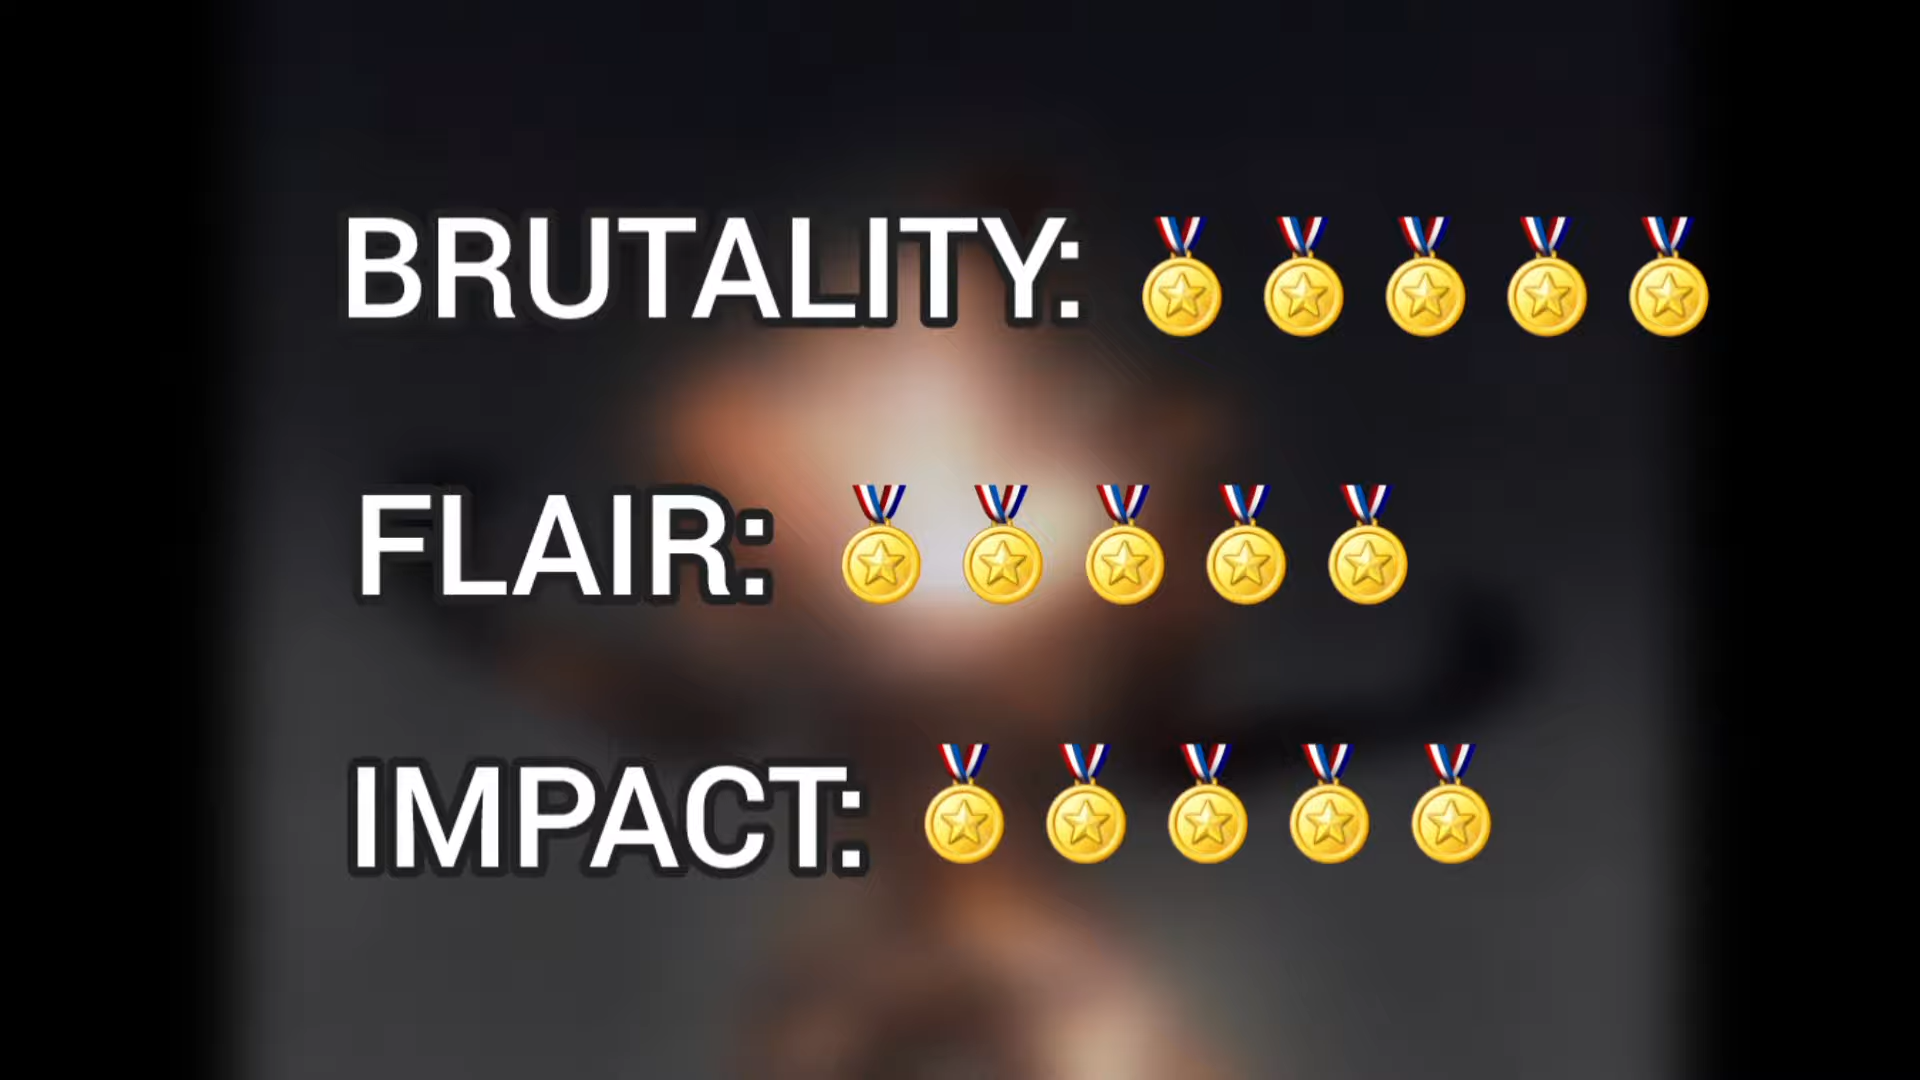 BRUTALITY: 🏅 🏅 🏅 🏅 🏅
FLAIR: 🏅 🏅 🏅 🏅 🏅
IMPACT: 🏅 🏅 🏅 🏅 🏅